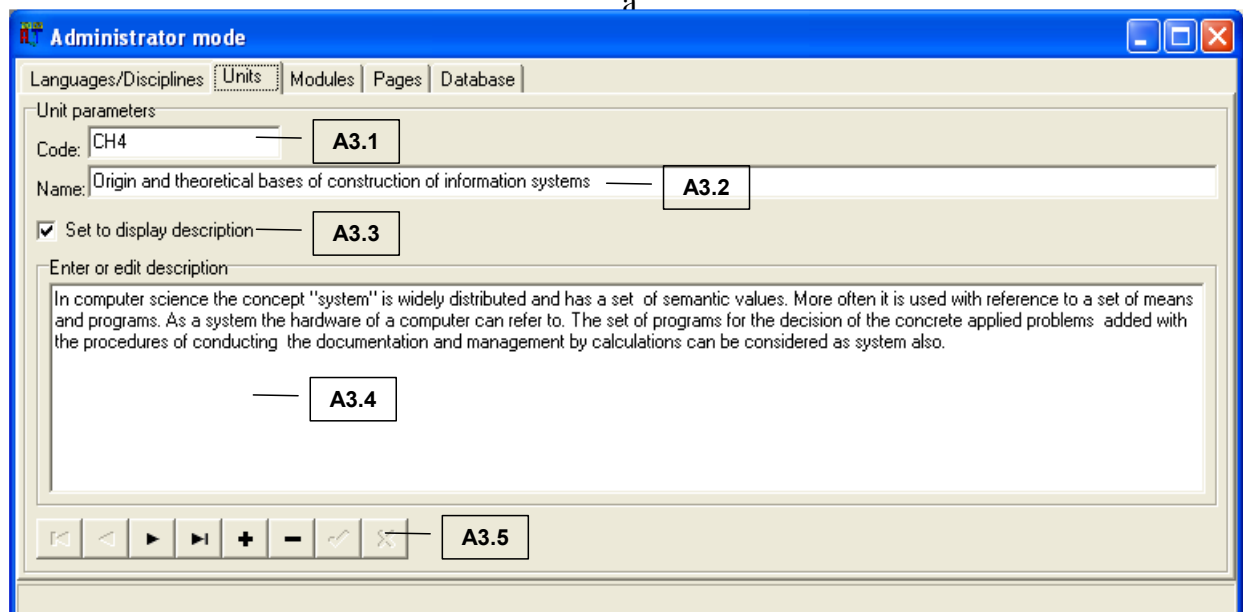 a
Administrator mode
Languages/Disciplines Units Modules Pages Database
Unit parameters
Code: CH4 A3.1
Name: Origin and theoretical bases of construction of information systems A3.2
Set to display description A3.3
Enter or edit description
In computer science the concept "system" is widely distributed and has a set of semantic values. More often it is used with reference to a set of means
and programs. As a system the hardware of a computer can refer to. The set of programs for the decision of the concrete applied problems added with
the procedures of conducting the documentation and management by calculations can be considered as system also.
A3.4
A3.5